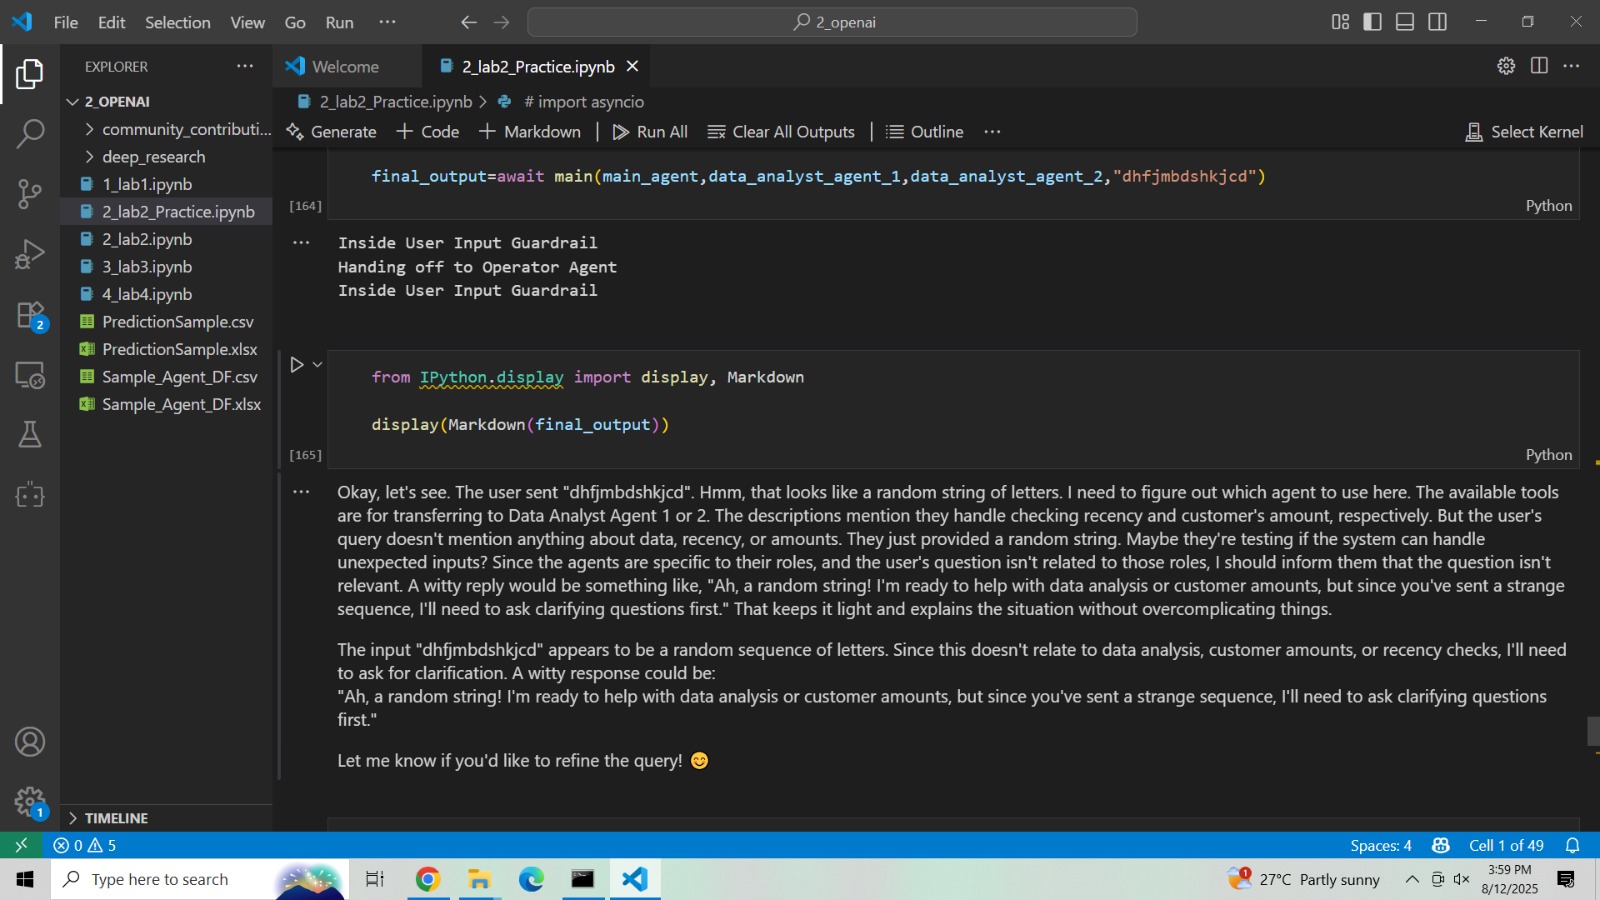 File Edit Selection View Go Run ··· 2_openai
EXPLORER ···
2_OPENAI
community_contributi...
deep_research
1_lab1.ipynb
2_lab2_Practice.ipynb
2_lab2.ipynb
3_lab3.ipynb
4_lab4.ipynb
PredictionSample.csv
PredictionSample.xlsx
Sample_Agent_DF.csv
Sample_Agent_DF.xlsx
TIMELINE
2
1
Welcome 2_lab2_Practice.ipynb
2_lab2_Practice.ipynb > # import asyncio
Generate + Code + Markdown Run All Clear All Outputs Outline ··· Select Kernel
final_output=await main(main_agent,data_analyst_agent_1,data_analyst_agent_2,"dhfjmbdshkjcd")
[164] Python
Inside User Input Guardrail
Handing off to Operator Agent
Inside User Input Guardrail
from IPython.display import display, Markdown
display(Markdown(final_output))
[165] Python
Okay, let's see. The user sent "dhfjmbdshkjcd". Hmm, that looks like a random string of letters. I need to figure out which agent to use here. The available tools
are for transferring to Data Analyst Agent 1 or 2. The descriptions mention they handle checking recency and customer's amount, respectively. But the user's
query doesn't mention anything about data, recency, or amounts. They just provided a random string. Maybe they're testing if the system can handle
unexpected inputs? Since the agents are specific to their roles, and the user's question isn't related to those roles, I should inform them that the question isn't
relevant. A witty reply would be something like, "Ah, a random string! I'm ready to help with data analysis or customer amounts, but since you've sent a strange
sequence, I'll need to ask clarifying questions first." That keeps it light and explains the situation without overcomplicating things.
The input "dhfjmbdshkjcd" appears to be a random sequence of letters. Since this doesn't relate to data analysis, customer amounts, or recency checks, I'll need
to ask for clarification. A witty response could be:
"Ah, a random string! I'm ready to help with data analysis or customer amounts, but since you've sent a strange sequence, I'll need to ask clarifying questions
first."
Let me know if you'd like to refine the query! 😊
0 5 Spaces: 4 Cell 1 of 49
Type here to search 27°C Partly sunny 3:59 PM
8/12/2025